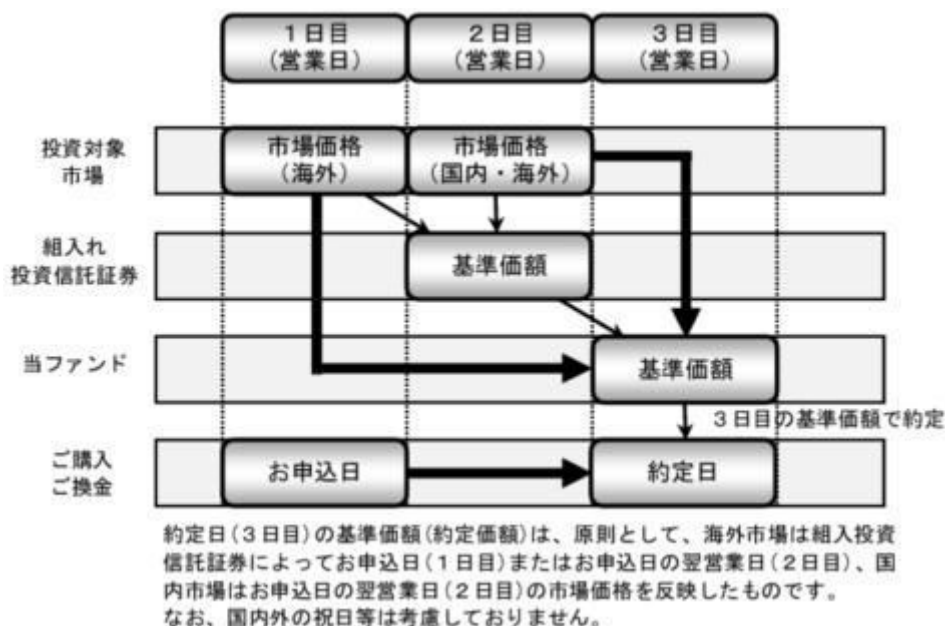 １日目
（営業日）
２日目
（営業日）
３日目
（営業日）
投資対象
市場
市場価格
（海外）
市場価格
（国内・海外）
組入れ
投資信託証券
基準価額
当ファンド
基準価額
３日目の基準価額で約定
ご購入
ご換金
お申込日
約定日
約定日（３日目）の基準価額（約定価額）は、原則として、海外市場は組入投資
信託証券によってお申込日（１日目）またはお申込日の翌営業日（２日目）、国
内市場はお申込日の翌営業日（２日目）の市場価格を反映したものです。
なお、国内外の祝日等は考慮しておりません。